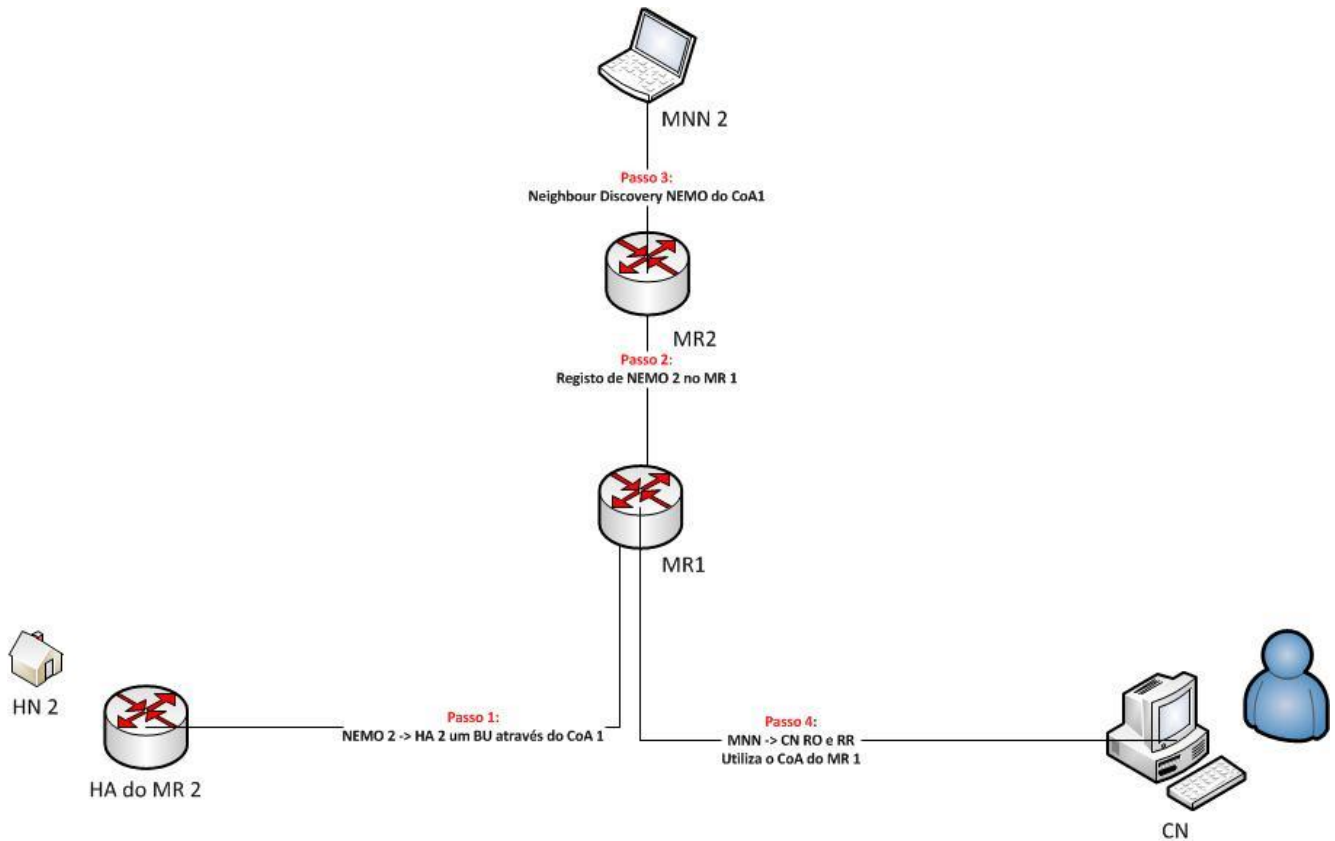 MNN 2
Passo 3:
Neighbour Discovery NEMO do CoA1
MR2
Passo 2:
Registo de NEMO 2 no MR 1
MR1
HN 2
Passo 1:
NEMO 2 -> HA 2 um BU através do CoA 1
HA do MR 2
Passo 4:
MNN -> CN RO e RR
Utiliza o CoA do MR 1
CN